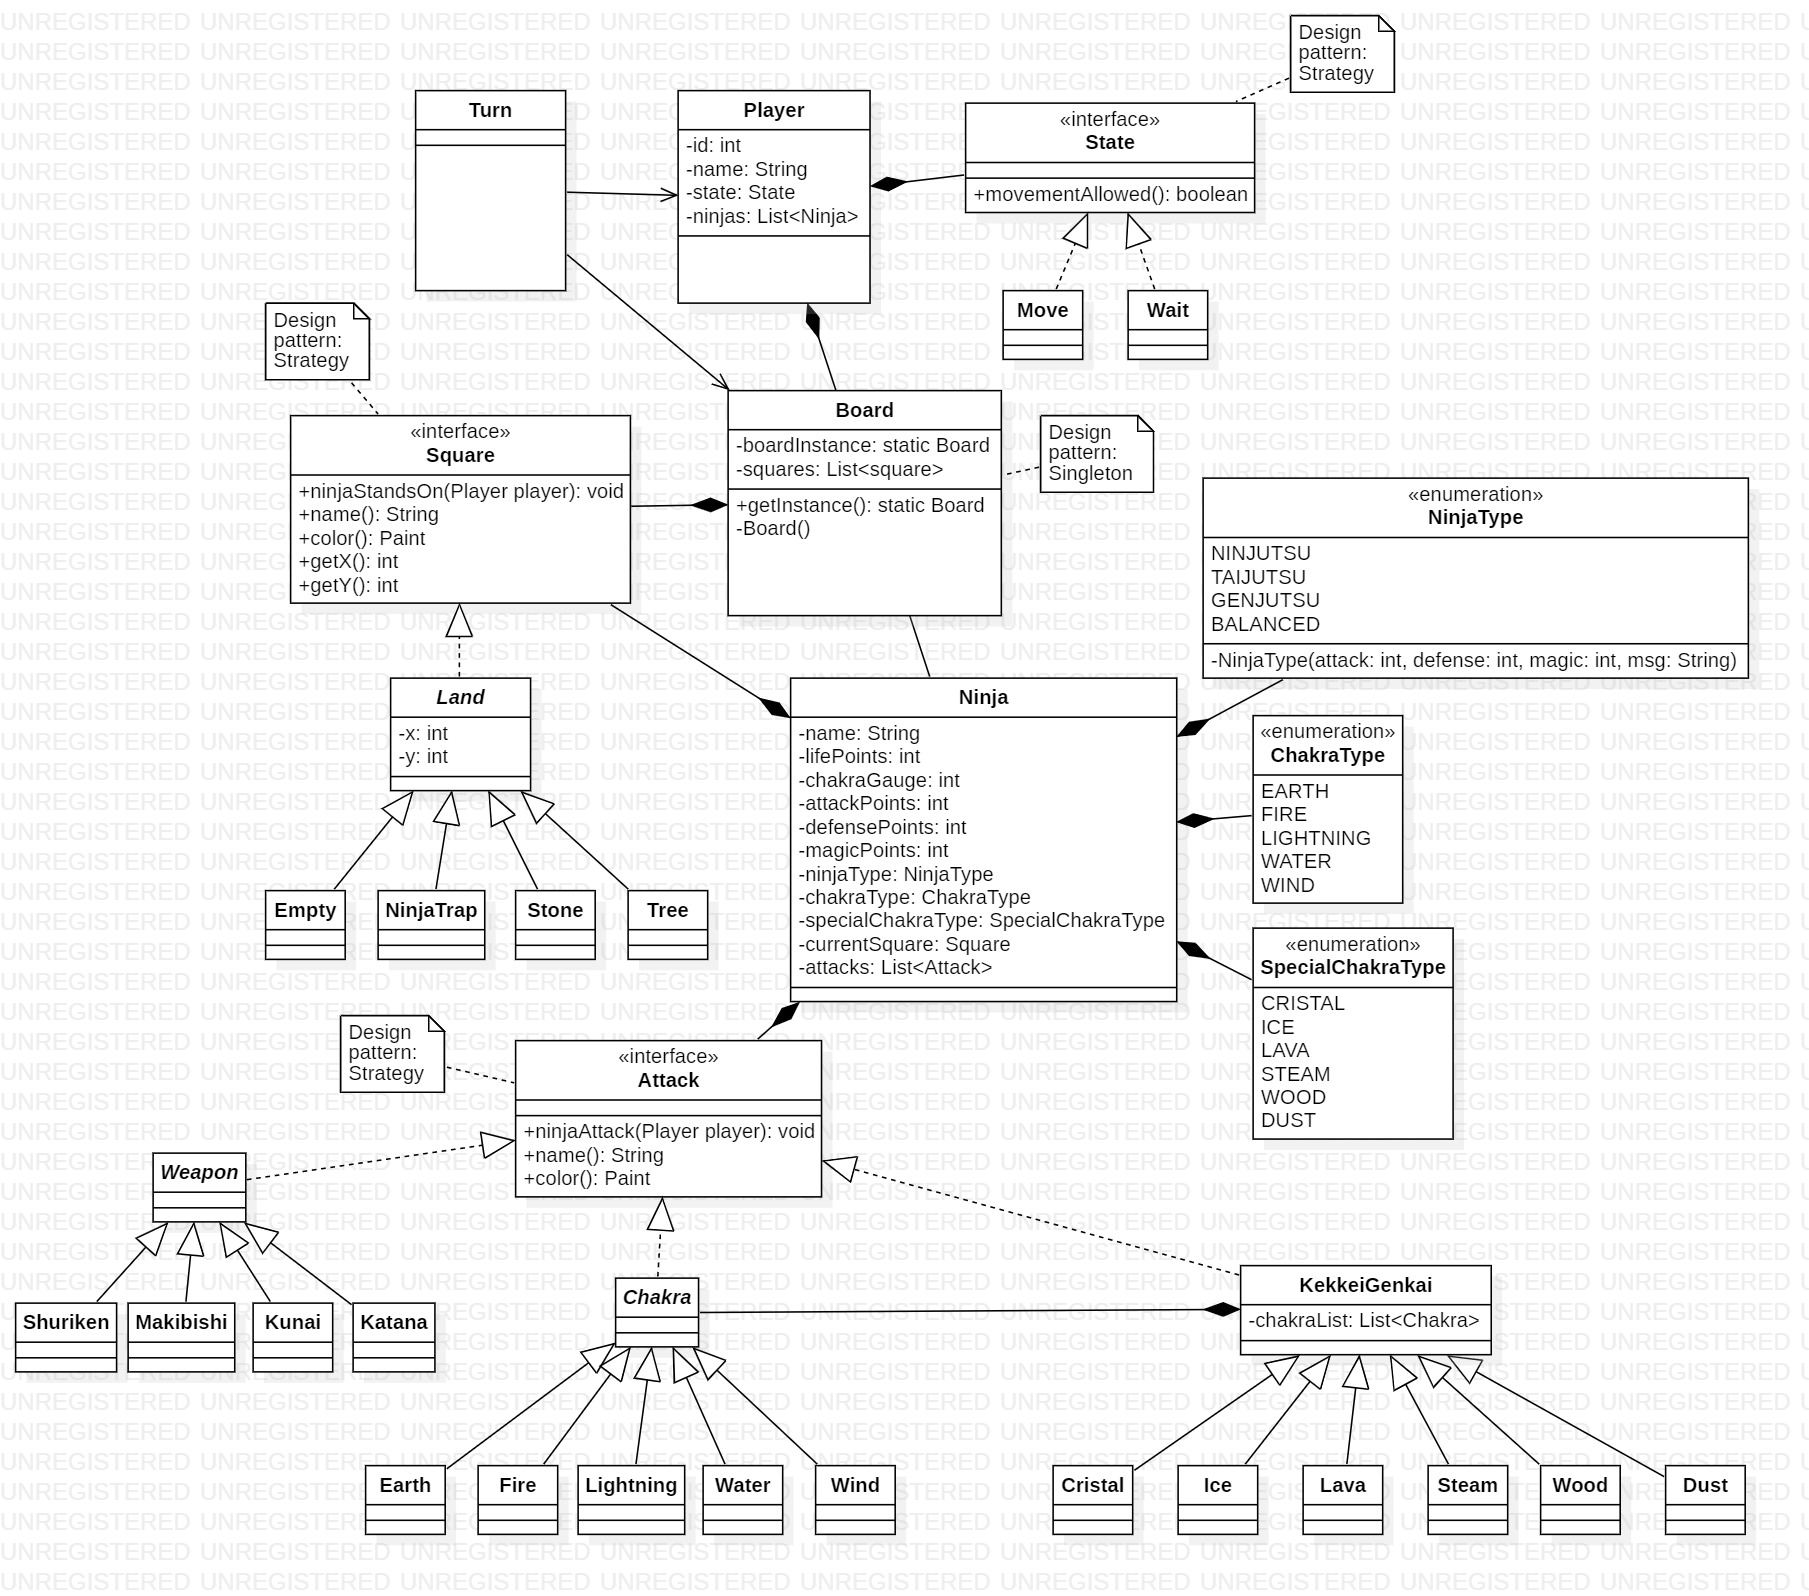 Design
pattern:
Strategy
Turn
Player
-id: int
-name: String
-state: State
-ninjas: List<Ninja>
«interface»
State
+movementAllowed(): boolean
Move
Wait
Design
pattern:
Strategy
«interface»
Square
+ninjaStandsOn(Player player): void
+name(): String
+color(): Paint
+getX(): int
+getY(): int
Board
-boardInstance: static Board
-squares: List<square>
+getInstance(): static Board
-Board()
Design
pattern:
Singleton
«enumeration»
NinjaType
NINJUTSU
TAIJUTSU
GENJUTSU
BALANCED
-NinjaType(attack: int, defense: int, magic: int, msg: String)
Land
-x: int
-y: int
Empty
NinjaTrap
Stone
Tree
Ninja
-name: String
-lifePoints: int
-chakraGauge: int
-attackPoints: int
-defensePoints: int
-magicPoints: int
-ninjaType: NinjaType
-chakraType: ChakraType
-specialChakraType: SpecialChakraType
-currentSquare: Square
-attacks: List<Attack>
«enumeration»
ChakraType
EARTH
FIRE
LIGHTNING
WATER
WIND
«enumeration»
SpecialChakraType
CRISTAL
ICE
LAVA
STEAM
WOOD
DUST
Design
pattern:
Strategy
«interface»
Attack
+ninjaAttack(Player player): void
+name(): String
+color(): Paint
Weapon
Shuriken
Makibishi
Kunai
Katana
Chakra
KekkeiGenkai
-chakraList: List<Chakra>
Earth
Fire
Lightning
Water
Wind
Cristal
Ice
Lava
Steam
Wood
Dust
UNREGISTERED